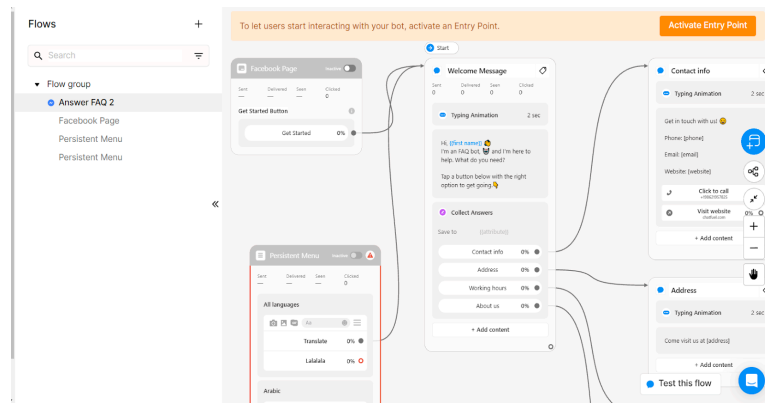 Flows
+
Search
Flow group
Answer FAQ 2
Facebook Page
Persistent Menu
Persistent Menu
To let users start interacting with your bot, activate an Entry Point.
Activate Entry Point
Start
Facebook Page
Inactive
Sent Delivered Seen Clicked
— — — 0
Get Started Button
Get Started 0%
Persistent Menu
Inactive
Sent Delivered Seen Clicked
— — — 0
All languages
Aa
Translate 0%
Lalalala 0%
Arabic
Welcome Message
Sent Delivered Seen Clicked
0 0 0 0
Typing Animation 2 sec
Hi, {{first name}} 👩
I'm an FAQ bot, 🤖 and I'm here to
help. What do you need?
Tap a button below with the right
option to get going.👇
Collect Answers
Save to {{attribute}}
Contact info 0%
Address 0%
Working hours 0%
About us 0%
+ Add content
Contact info
Typing Animation 2 sec
Get in touch with us! 😉
Phone: [phone]
Email: [email]
Website: [website]
Click to call
Visit website 0%
chatfuel.com
+ Add content
Address
Typing Animation 2 sec
Come visit us at [address]
+ Add content
Test this flow